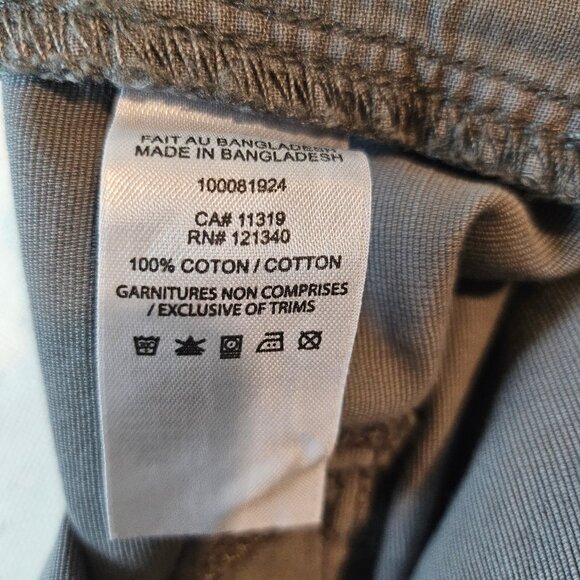 FAIT AU BANGLADESH
MADE IN BANGLADESH
100081924
CA# 11319
RN# 121340
100% COTON / COTTON
GARNITURES NON COMPRISES
/ EXCLUSIVE OF TRIMS